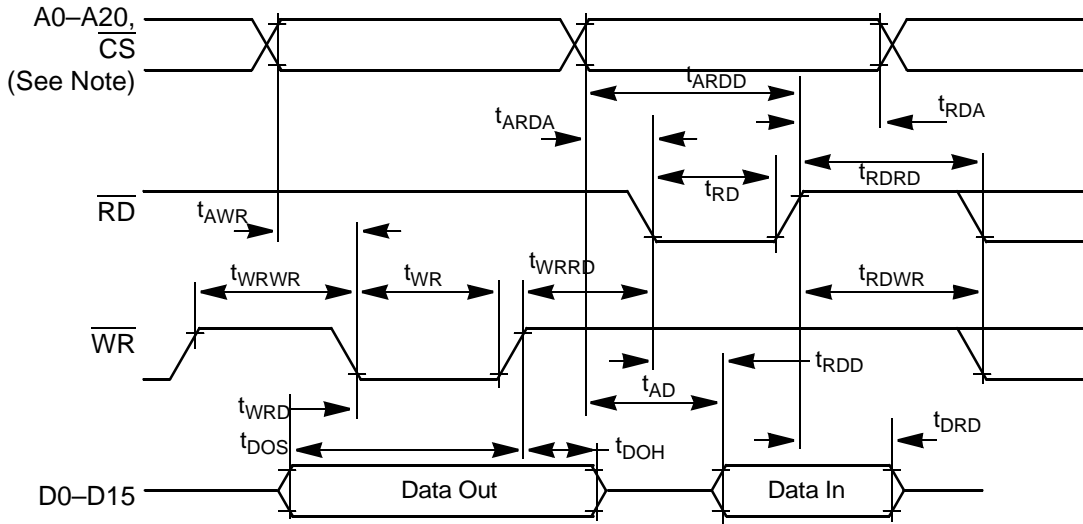 A0–A20,
CS
(See Note)
tARDD
tARDA
tRDA
tRD
tRDRD
RD
tAWR
tWRWR
tWR
tWRRD
tRDWR
WR
tRDD
tAD
tWRD
tDRD
tDOS
tDOH
D0–D15
Data Out
Data In